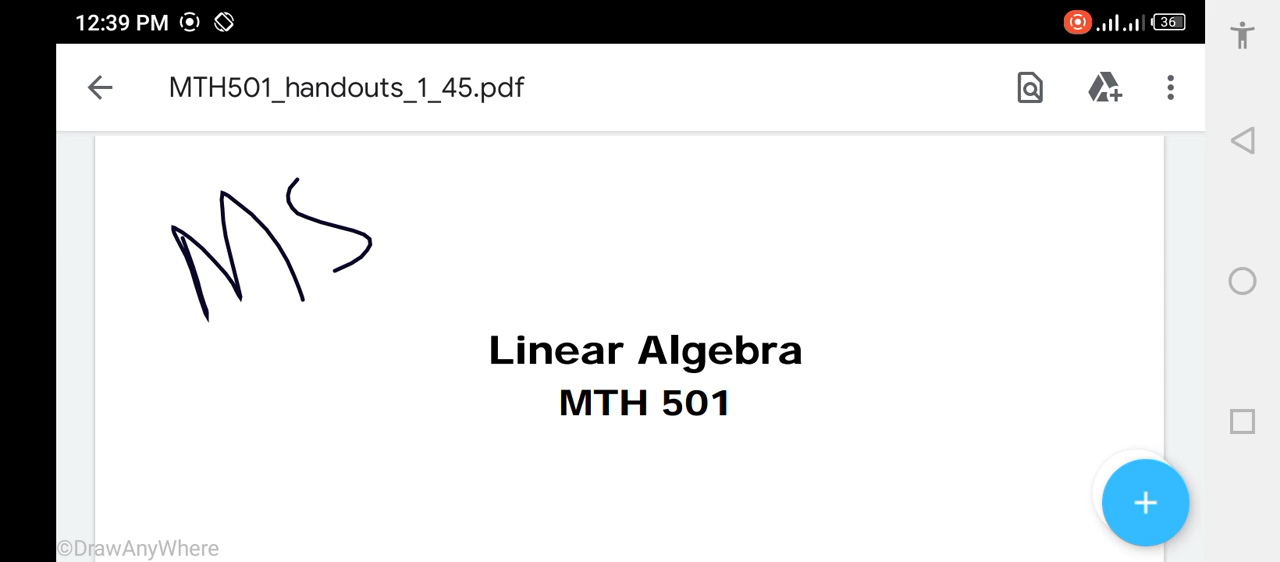 12:39 PM
36
MTH501_handouts_1_45.pdf
MS
Linear Algebra
MTH 501
©DrawAnyWhere